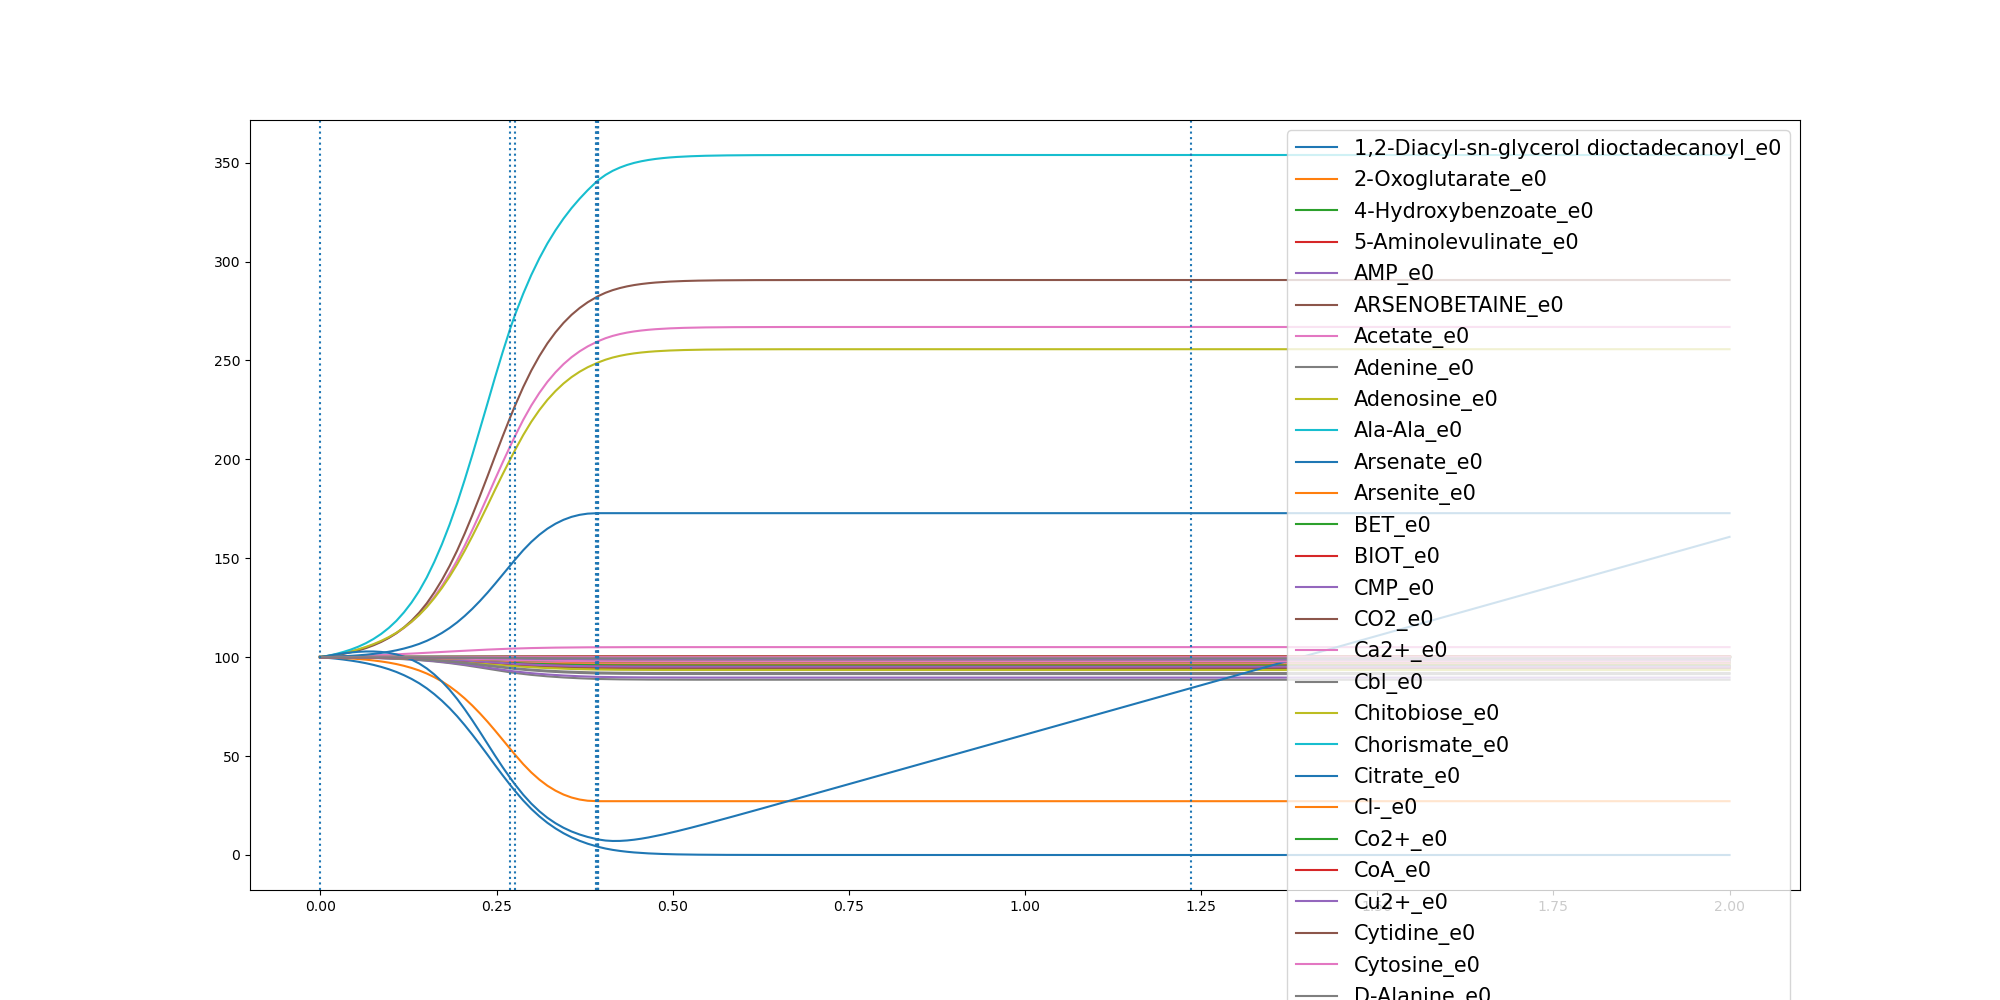 350
300
250
200
150
100
50
0
0.00
0.25
0.50
0.75
1.00
1.25
1.75
2.00
1,2-Diacyl-sn-glycerol dioctadecanoyl_e0
2-Oxoglutarate_e0
4-Hydroxybenzoate_e0
5-Aminolevulinate_e0
AMP_e0
ARSENOBETAINE_e0
Acetate_e0
Adenine_e0
Adenosine_e0
Ala-Ala_e0
Arsenate_e0
Arsenite_e0
BET_e0
BIOT_e0
CMP_e0
CO2_e0
Ca2+_e0
Cbl_e0
Chitobiose_e0
Chorismate_e0
Citrate_e0
Cl-_e0
Co2+_e0
CoA_e0
Cu2+_e0
Cytidine_e0
Cytosine_e0
D-Alanine_e0